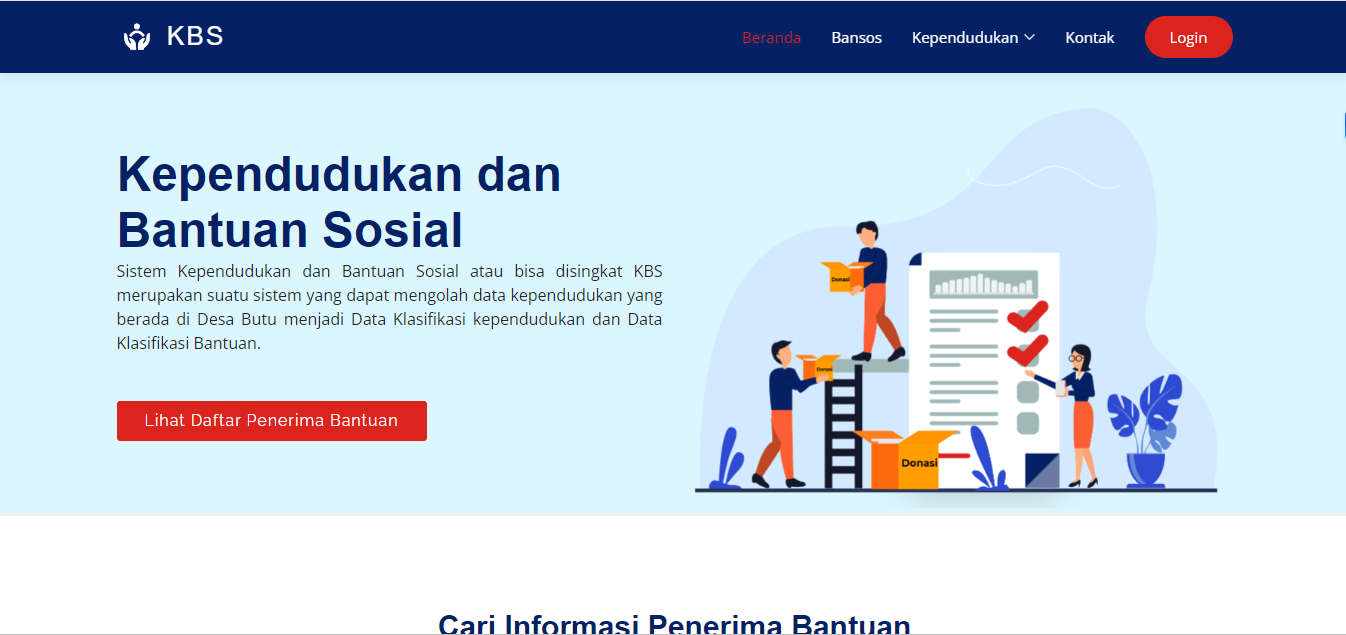 KBS
Beranda
Bansos
Kependudukan
Kontak
Login
Kependudukan dan
Bantuan Sosial
Sistem Kependudukan dan Bantuan Sosial atau bisa disingkat KBS
merupakan suatu sistem yang dapat mengolah data kependudukan yang
berada di Desa Butu menjadi Data Klasifikasi kependudukan dan Data
Klasifikasi Bantuan.
Lihat Daftar Penerima Bantuan
Donasi
Donasi
Donasi
Cari Informasi Penerima Bantuan